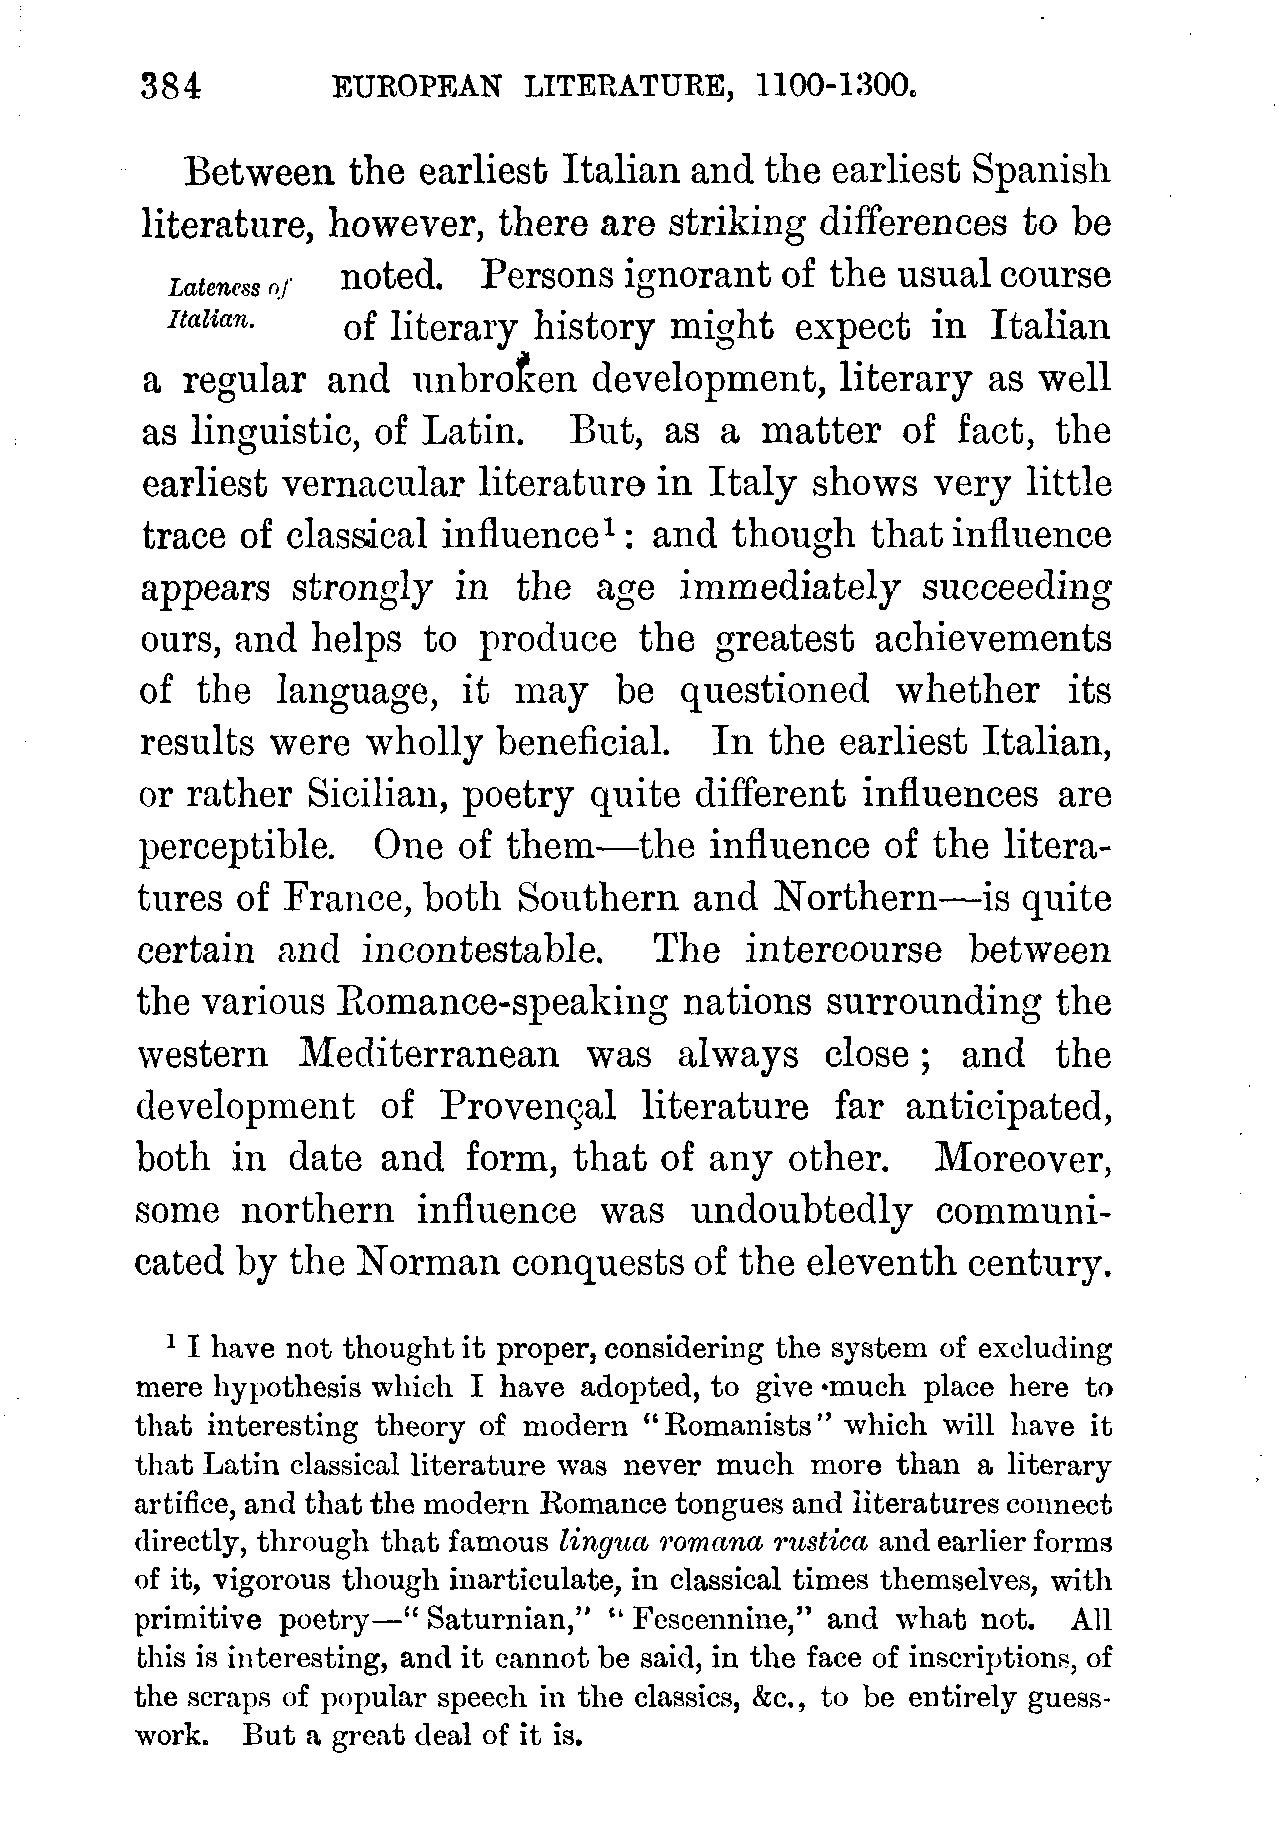 384 EUROPEAN LITERATURE, 1100-1300.
Between the earliest Italian and the earliest Spanish
literature, however, there are striking differences to be
noted. Persons ignorant of the usual course
Lateness of
Italian.
of literary history might expect in Italian
a regular and unbroken development, literary as well
as linguistic, of Latin. But, as a matter of fact, the
earliest vernacular literature in Italy shows very little
trace of classical influence¹: and though that influence
appears strongly in the age immediately succeeding
ours, and helps to produce the greatest achievements
of the language, it may be questioned whether its
results were wholly beneficial. In the earliest Italian,
or rather Sicilian, poetry quite different influences are
perceptible. One of them—the influence of the litera-
tures of France, both Southern and Northern—is quite
certain and incontestable. The intercourse between
the various Romance-speaking nations surrounding the
western Mediterranean was always close; and the
development of Provençal literature far anticipated,
both in date and form, that of any other. Moreover,
some northern influence was undoubtedly communi-
cated by the Norman conquests of the eleventh century.
¹ I have not thought it proper, considering the system of excluding
mere hypothesis which I have adopted, to give much place here to
that interesting theory of modern "Romanists" which will have it
that Latin classical literature was never much more than a literary
artifice, and that the modern Romance tongues and literatures connect
directly, through that famous lingua romana rustica and earlier forms
of it, vigorous though inarticulate, in classical times themselves, with
primitive poetry—"Saturnian," "Fescennine," and what not. All
this is interesting, and it cannot be said, in the face of inscriptions, of
the scraps of popular speech in the classics, &c., to be entirely guess-
work. But a great deal of it is.